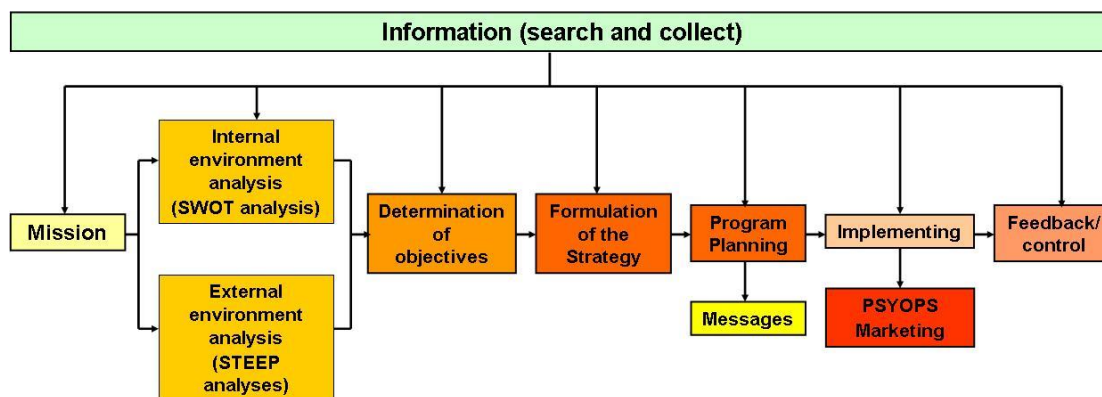 Information (search and collect)
Internal
environment
analysis
(SWOT analysis)
Mission
External
environment
analysis
(STEEP
analyses)
Determination
of
objectives
Formulation
of the
Strategy
Program
Planning
Messages
Implementing
PSYOPS
Marketing
Feedback/
control